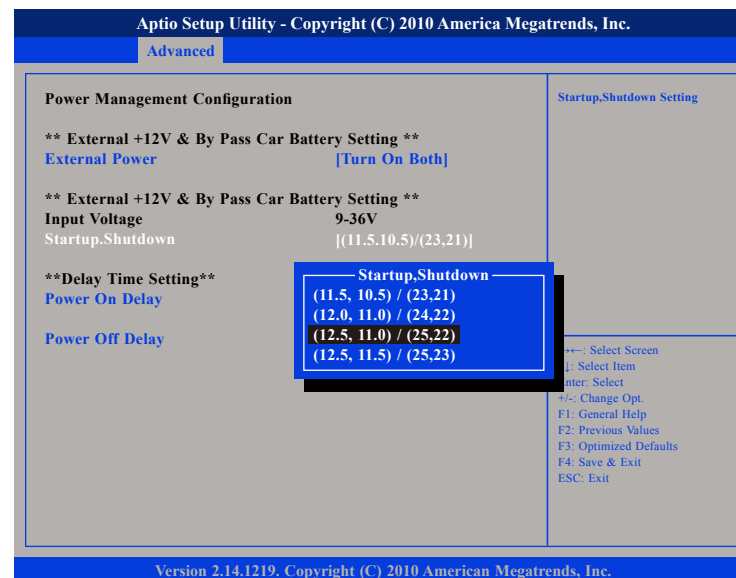 Aptio Setup Utility - Copyright (C) 2010 America Megatrends, Inc.
Advanced
Power Management Configuration
** External +12V & By Pass Car Battery Setting **
External Power [Turn On Both]
** External +12V & By Pass Car Battery Setting **
Input Voltage 9-36V
Startup.Shutdown [(11.5.10.5)/(23,21)]
**Delay Time Setting**
Power On Delay
Power Off Delay
Startup,Shutdown
(11.5, 10.5) / (23,21)
(12.0, 11.0) / (24,22)
(12.5, 11.0) / (25,22)
(12.5, 11.5) / (25,23)
Startup,Shutdown Setting
→←: Select Screen
↓: Select Item
Enter: Select
+/-: Change Opt.
F1: General Help
F2: Previous Values
F3: Optimized Defaults
F4: Save & Exit
ESC: Exit
Version 2.14.1219. Copyright (C) 2010 American Megatrends, Inc.